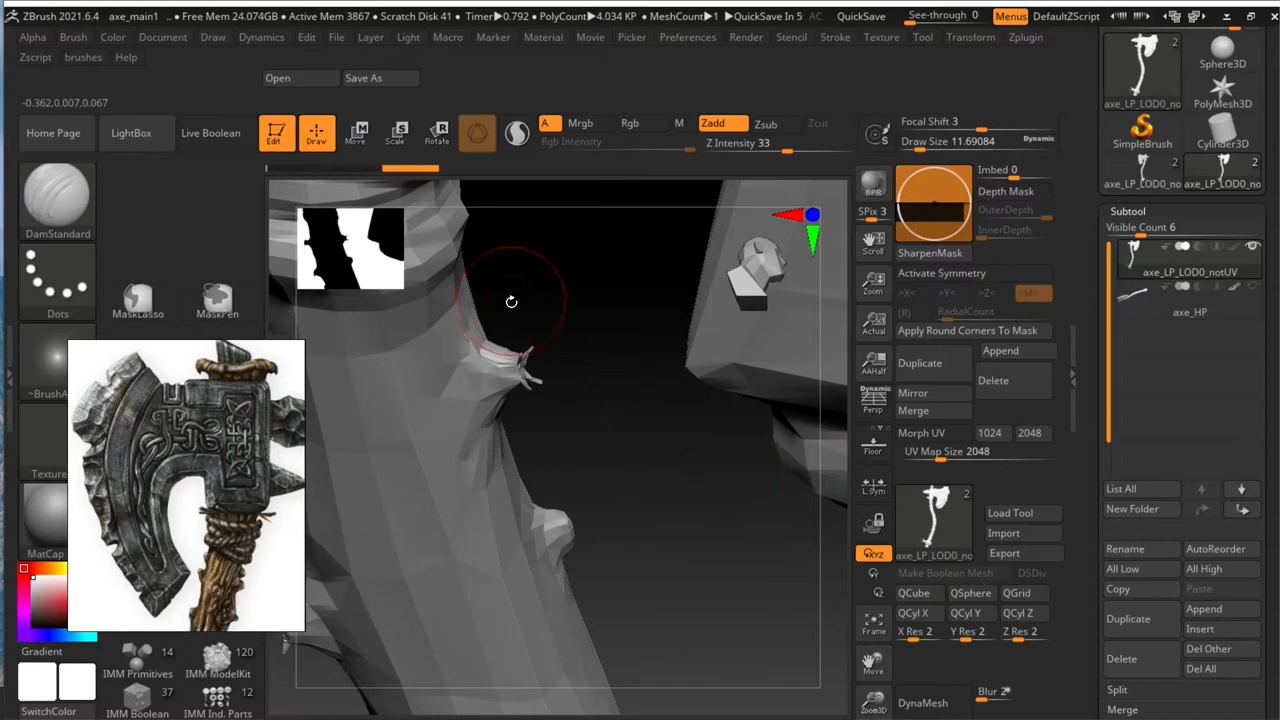 ZBrush 2021.6.4 axe_main1 .. • Free Mem 24.074GB • Active Mem 3867 • Scratch Disk 41 • Timer▶0.792 • PolyCount▶4.034 KP • MeshCount▶1 ▶QuickSave In 5 AC QuickSave See-through 0 Menus DefaultZScript
Alpha Brush Color Document Draw Dynamics Edit File Layer Light Macro Marker Material Movie Picker Preferences Render Stencil Stroke Texture Tool Transform Zplugin
Zscript brushes Help
Open Save As
-0.362,0.007,0.067
Home Page LightBox Live Boolean Edit Draw Move Scale Rotate A Mrgb Rgb M Zadd Zsub Zcut
Rgb Intensity Z Intensity 33
Focal Shift 3
Draw Size 11.69084 Dynamic
DamStandard
Dots
MaskLasso MaskPen
~BrushA
Texture
MatCap
Gradient
SwitchColor
IMM Primitives 14
IMM ModelKit 120
IMM Boolean 37
IMM Ind. Parts 12
BPR
SPix 3
Scroll
Zoom
Actual
AAHalf
Dynamic
Persp
Floor
L.Sym
XYZ
Frame
Move
Zoom3D
Imbed 0
Depth Mask
OuterDepth
InnerDepth
SharpenMask
Activate Symmetry
>X< >Y< >Z< >M<
(R) RadialCount
Apply Round Corners To Mask
Duplicate Append
Delete
Mirror
Merge
Morph UV 1024 2048
UV Map Size 2048
2
axe_LP_LOD0_no
Load Tool
Import
Export
Make Boolean Mesh DSDiv
QCube QSphere QGrid
QCyl X QCyl Y QCyl Z
X Res 2 Y Res 2 Z Res 2
DynaMesh Blur 2
2
axe_LP_LOD0_no
Sphere3D
PolyMesh3D
SimpleBrush Cylinder3D
2 2
axe_LP_LOD0_no axe_LP_LOD0_no
Subtool
Visible Count 6
axe_LP_LOD0_notUV
axe_HP
List All
New Folder
Rename AutoReorder
All Low All High
Copy Paste
Duplicate Append
Insert
Delete Del Other
Del All
Split
Merge